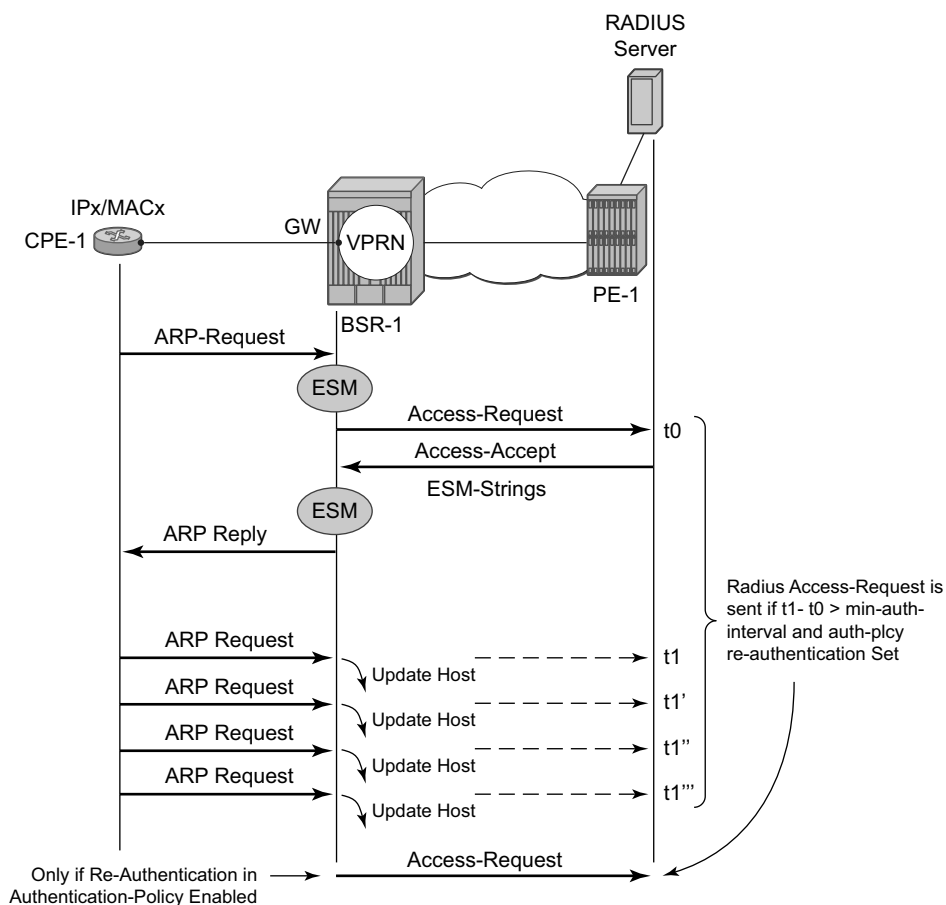 RADIUS
Server
IPx/MACx
CPE-1
GW
VPRN
PE-1
BSR-1
ARP-Request
ESM
Access-Request
t0
Access-Accept
ESM-Strings
ESM
ARP Reply
Radius Access-Request is
sent if t1- t0 > min-auth-
interval and auth-plcy
re-authentication Set
ARP Request
Update Host
t1
ARP Request
Update Host
t1'
ARP Request
Update Host
t1''
ARP Request
Update Host
t1'''
Only if Re-Authentication in
Authentication-Policy Enabled
Access-Request